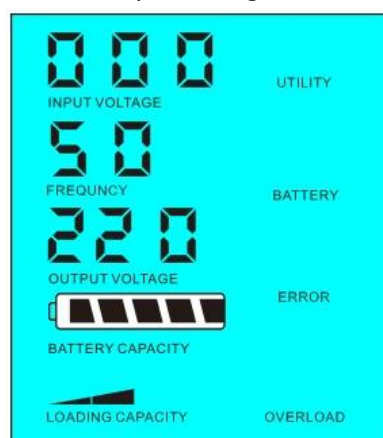 000
UTILITY
INPUT VOLTAGE
50
FREQUNCY
BATTERY
220
OUTPUT VOLTAGE
ERROR
BATTERY CAPACITY
LOADING CAPACITY
OVERLOAD